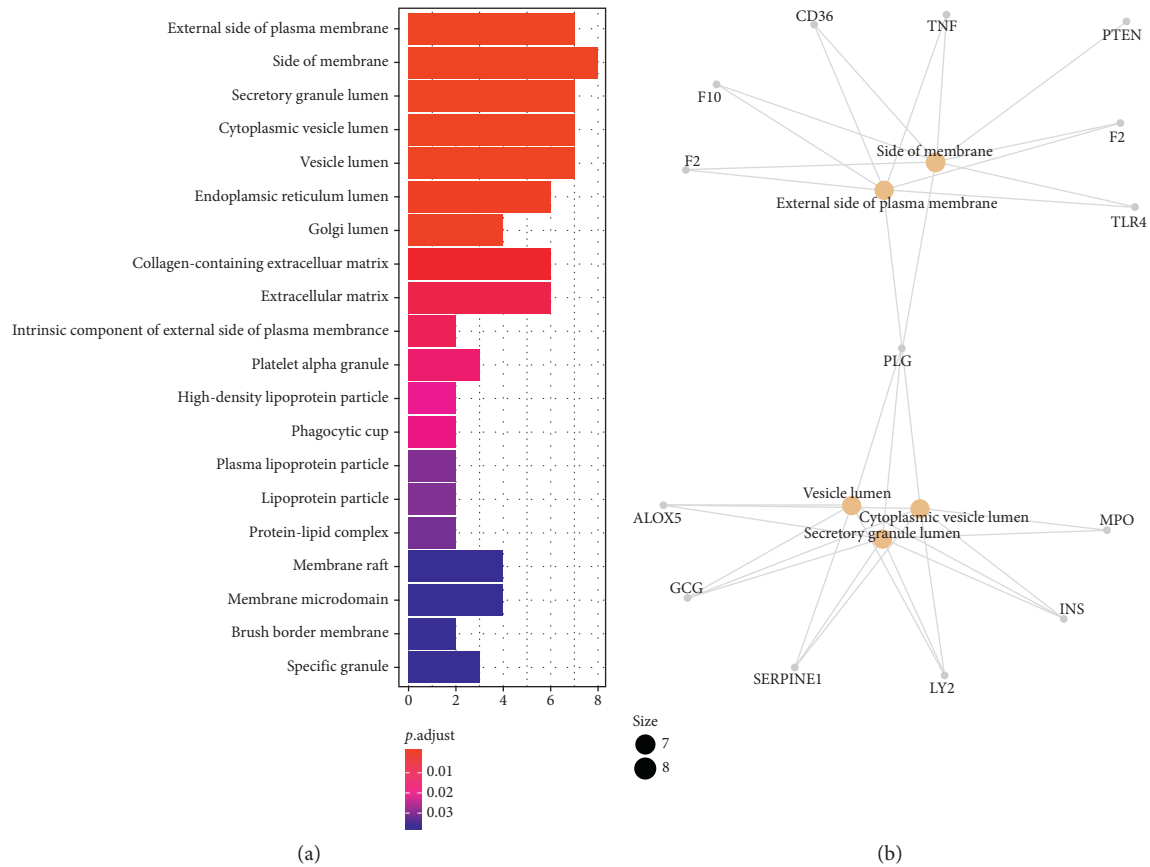 External side of plasma membrane
Side of membrane
Secretory granule lumen
Cytoplasmic vesicle lumen
Vesicle lumen
Endoplamsic reticulum lumen
Golgi lumen
Collagen-containing extracelluar matrix
Extracellular matrix
Intrinsic component of external side of plasma membrance
Platelet alpha granule
High-density lipoprotein particle
Phagocytic cup
Plasma lipoprotein particle
Lipoprotein particle
Protein-lipid complex
Membrane raft
Membrane microdomain
Brush border membrane
Specific granule
0 2 4 6 8
p.adjust
0.01
0.02
0.03
(a)
CD36
TNF
PTEN
F10
F2
Side of membrane
F2
External side of plasma membrane
TLR4
PLG
Vesicle lumen
ALOX5
Cytoplasmic vesicle lumen
MPO
Secretory granule lumen
GCG
INS
SERPINE1
LY2
Size
7
8
(b)